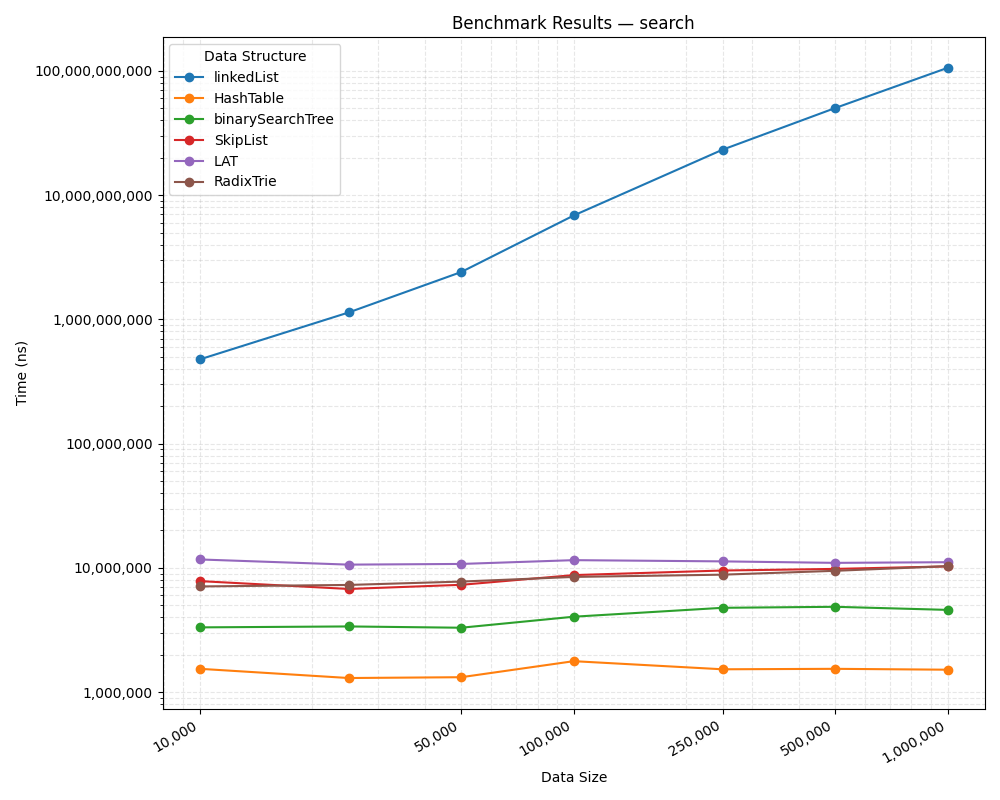 Benchmark Results — search
Data Structure
linkedList
HashTable
binarySearchTree
SkipList
LAT
RadixTrie
Time (ns)
100,000,000,000
10,000,000,000
1,000,000,000
100,000,000
10,000,000
1,000,000
10,000
50,000
100,000
250,000
500,000
1,000,000
Data Size